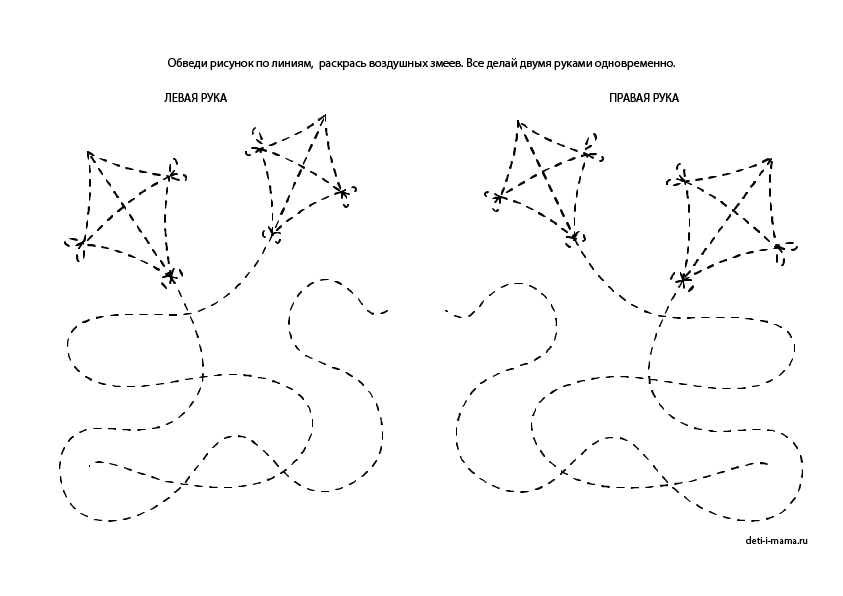 Обведи рисунок по линиям, раскрась воздушных змеев. Все делай двумя руками одновременно.
ЛЕВАЯ РУКА
ПРАВАЯ РУКА
deti-i-mama.ru